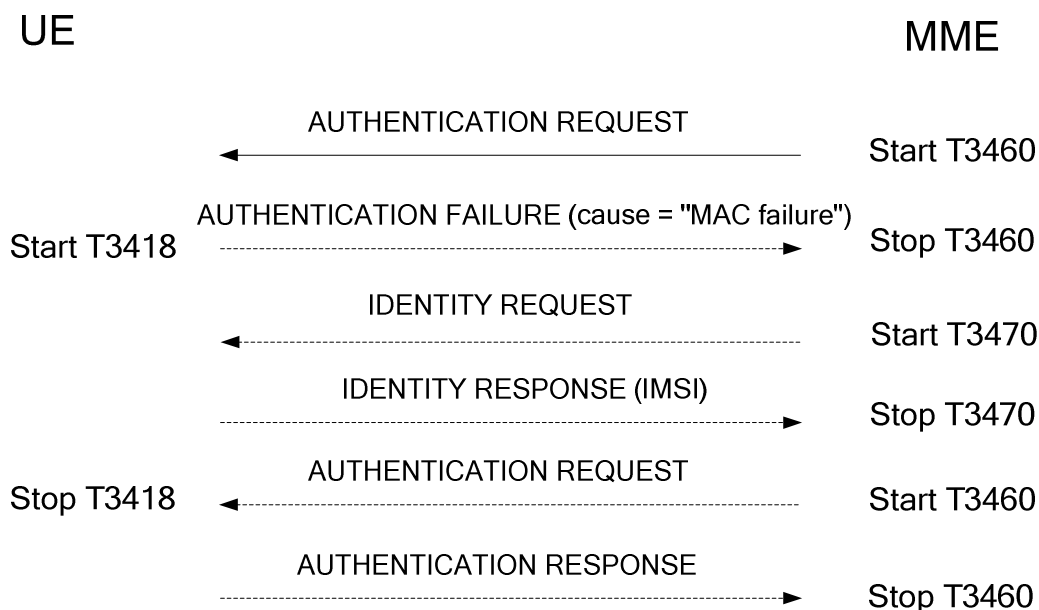 UE
MME
AUTHENTICATION REQUEST
Start T3460
AUTHENTICATION FAILURE (cause = "MAC failure")
Start T3418
Stop T3460
IDENTITY REQUEST
Start T3470
IDENTITY RESPONSE (IMSI)
Stop T3470
AUTHENTICATION REQUEST
Stop T3418
Start T3460
AUTHENTICATION RESPONSE
Stop T3460